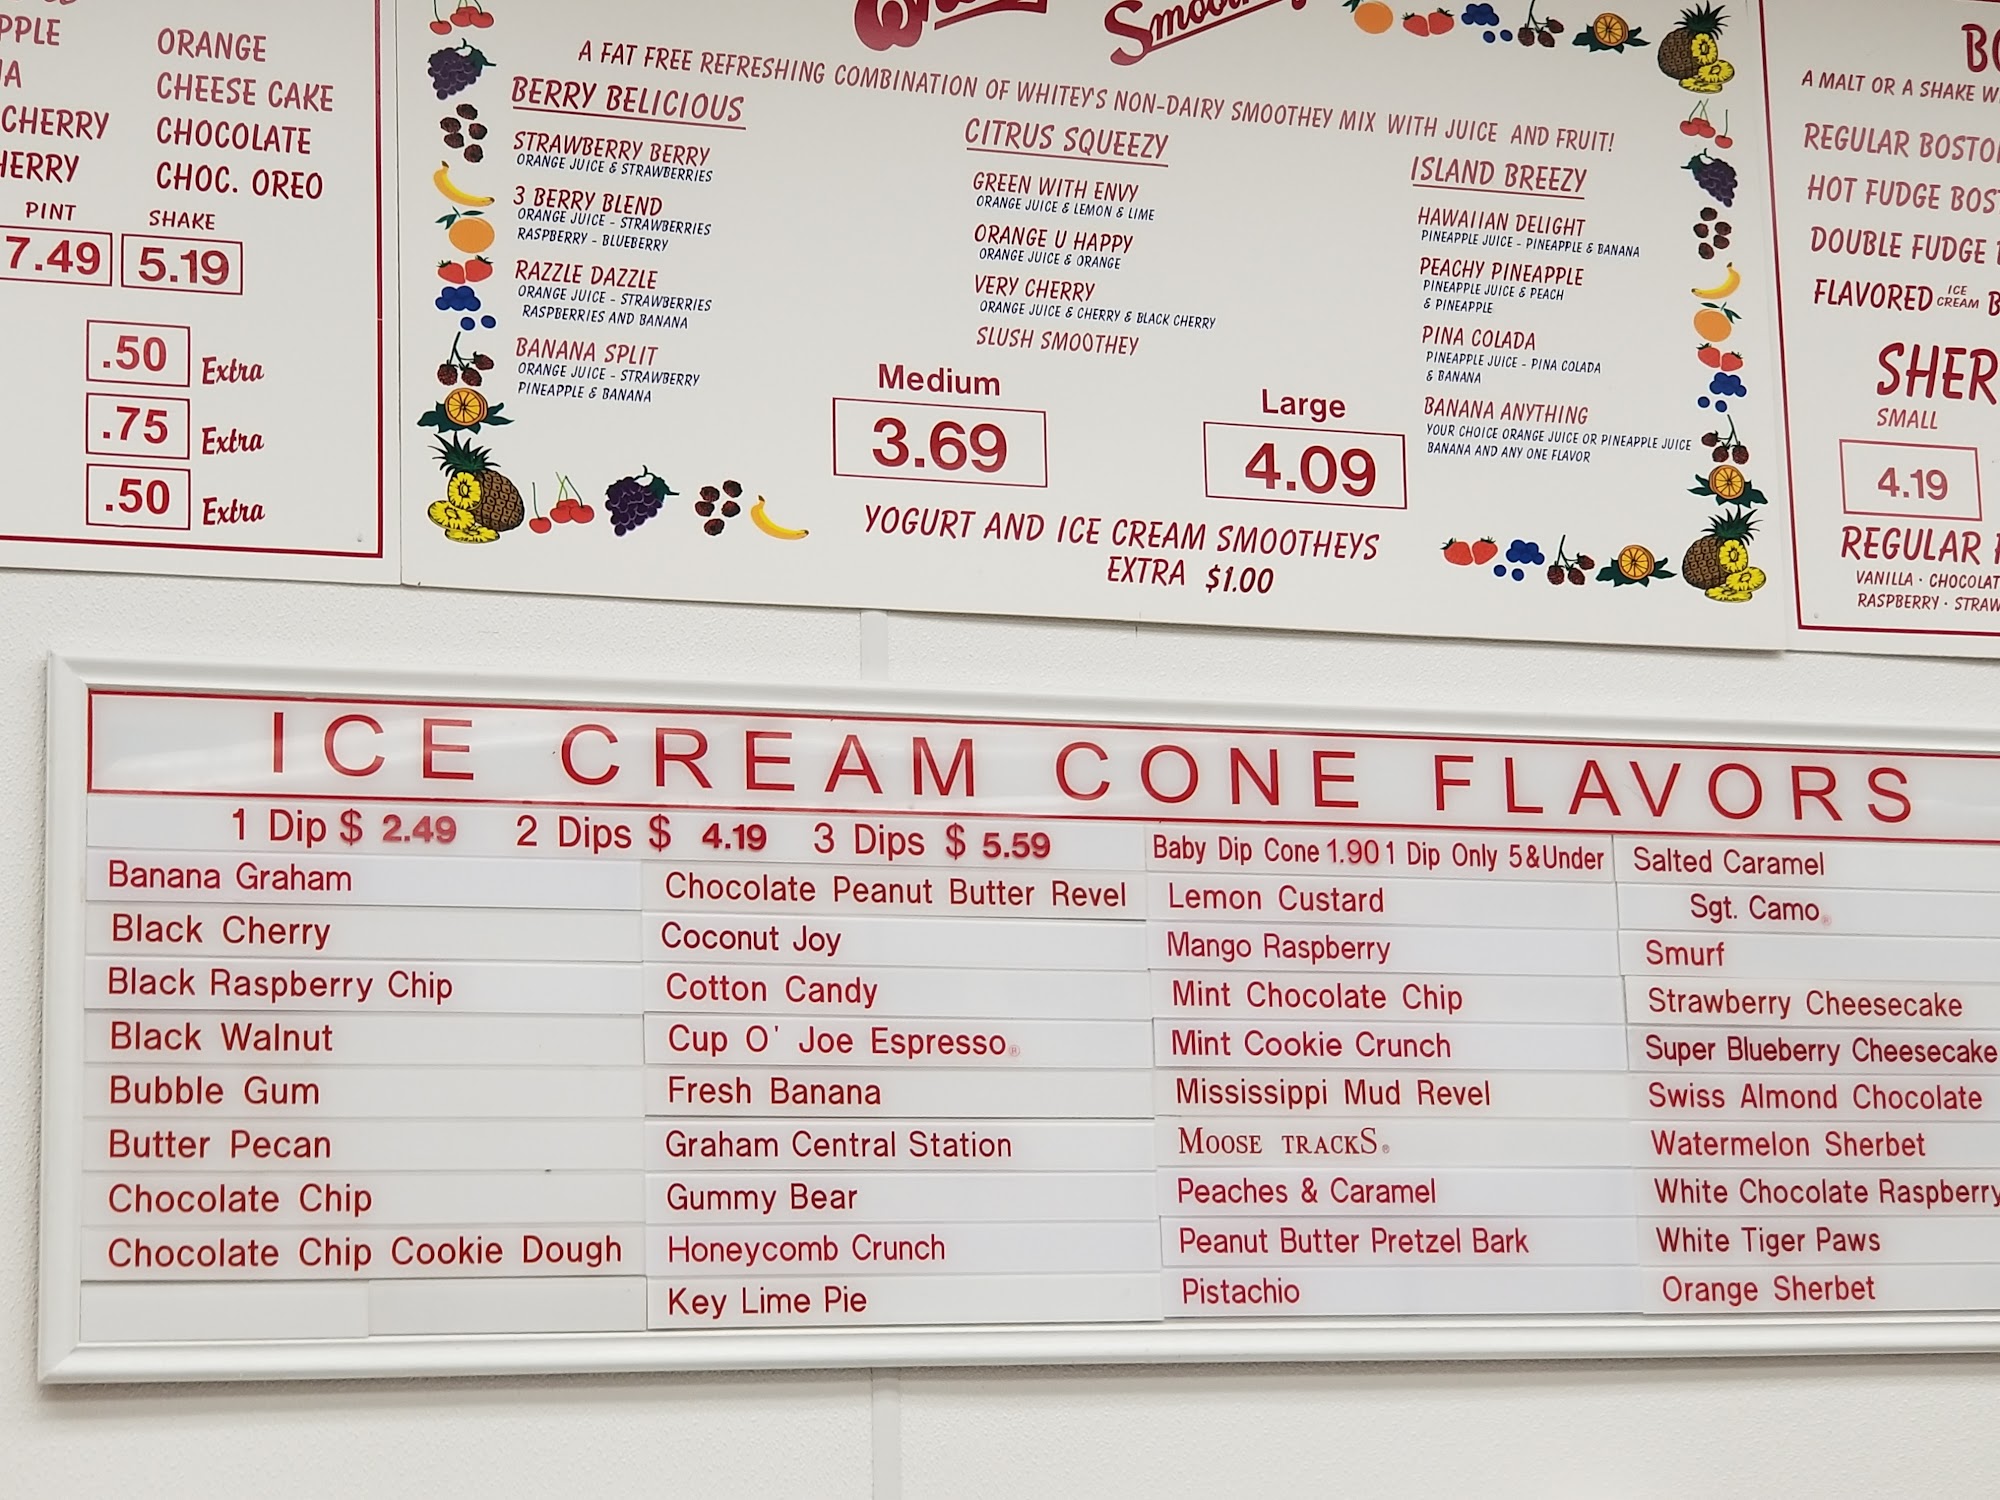 ORANGE
CHEESE CAKE
CHERRY CHOCOLATE
CHOC. OREO
PINT SHAKE
7.49 5.19
.50 Extra
.75 Extra
.50 Extra
A FAT FREE REFRESHING COMBINATION OF WHITEY'S NON-DAIRY SMOOTHEY MIX WITH JUICE AND FRUIT!
BERRY BELICIOUS
STRAWBERRY BERRY
ORANGE JUICE & STRAWBERRIES
3 BERRY BLEND
ORANGE JUICE - STRAWBERRIES
RASPBERRY - BLUEBERRY
RAZZLE DAZZLE
ORANGE JUICE - STRAWBERRIES
RASPBERRIES AND BANANA
BANANA SPLIT
ORANGE JUICE - STRAWBERRY
PINEAPPLE & BANANA
CITRUS SQUEEZY
GREEN WITH ENVY
ORANGE JUICE & LEMON & LIME
ORANGE U HAPPY
ORANGE JUICE & ORANGE
VERY CHERRY
ORANGE JUICE & CHERRY & BLACK CHERRY
SLUSH SMOOTHEY
ISLAND BREEZY
HAWAIIAN DELIGHT
PINEAPPLE JUICE - PINEAPPLE & BANANA
PEACHY PINEAPPLE
PINEAPPLE JUICE & PEACH
& PINEAPPLE
PINA COLADA
PINEAPPLE JUICE - PINA COLADA
& BANANA
BANANA ANYTHING
YOUR CHOICE ORANGE JUICE OR PINEAPPLE JUICE
BANANA AND ANY ONE FLAVOR
Medium Large
3.69 4.09
YOGURT AND ICE CREAM SMOOTHEYS
EXTRA $1.00
A MALT OR A SHAKE
REGULAR
HOT FUDGE
DOUBLE FUDGE
FLAVORED ICE CREAM
SMALL
4.19
REGULAR
VANILLA ·
RASPBERRY ·
ICE CREAM CONE FLAVORS
1 Dip $ 2.49 2 Dips $ 4.19 3 Dips $ 5.59 Baby Dip Cone 1.90 1 Dip Only 5 & Under
Banana Graham
Black Cherry
Black Raspberry Chip
Black Walnut
Bubble Gum
Butter Pecan
Chocolate Chip
Chocolate Chip Cookie Dough
Chocolate Peanut Butter Revel
Coconut Joy
Cotton Candy
Cup O' Joe Espresso®
Fresh Banana
Graham Central Station
Gummy Bear
Honeycomb Crunch
Key Lime Pie
Lemon Custard
Mango Raspberry
Mint Chocolate Chip
Mint Cookie Crunch
Mississippi Mud Revel
MOOSE TRACKS®
Peaches & Caramel
Peanut Butter Pretzel Bark
Pistachio
Salted Caramel
Sgt. Camo®
Smurf
Strawberry Cheesecake
Super Blueberry Cheesecake
Swiss Almond Chocolate
Watermelon Sherbet
White Chocolate Raspberry
White Tiger Paws
Orange Sherbet